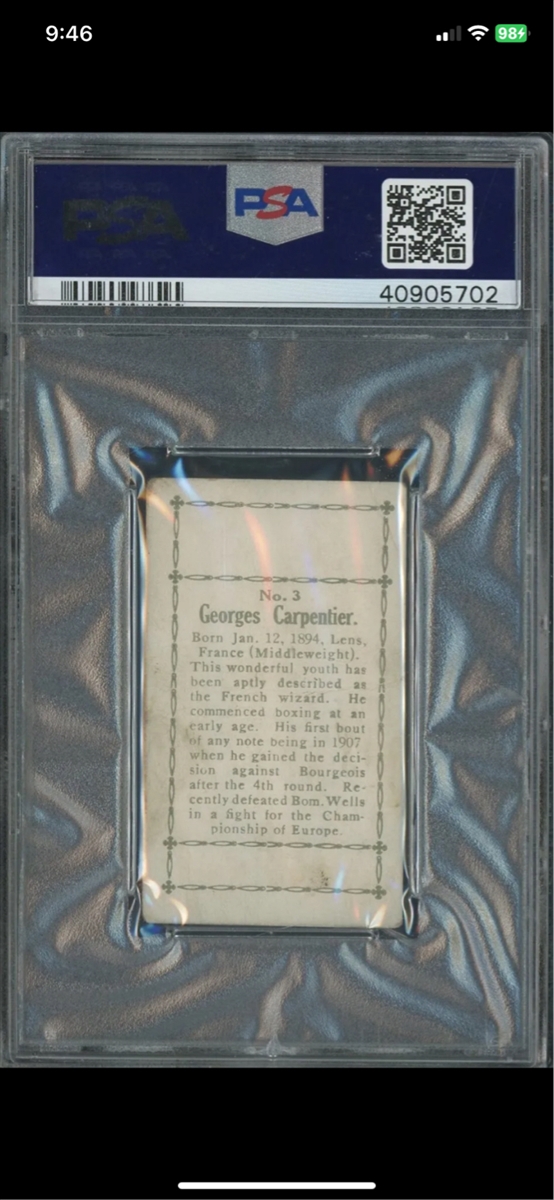 9:46
98
PSA
PSA
40905702
No. 3
Georges Carpentier.
Born Jan. 12, 1894, Lens,
France (Middleweight).
This wonderful youth has
been aptly described as
the French wizard. He
commenced boxing at an
early age. His first bout
of any note being in 1907
when he gained the deci-
sion against Bourgeois
after the 4th round. Re-
cently defeated Bom. Wells
in a fight for the Cham-
pionship of Europe.